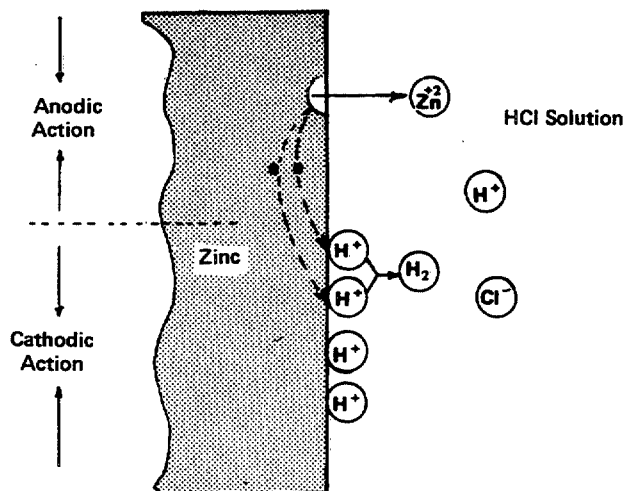 Anodic
Action
Zn+2
HCl Solution
H+
Zinc
H+
H2
H+
Cl−
Cathodic
Action
H+
H+